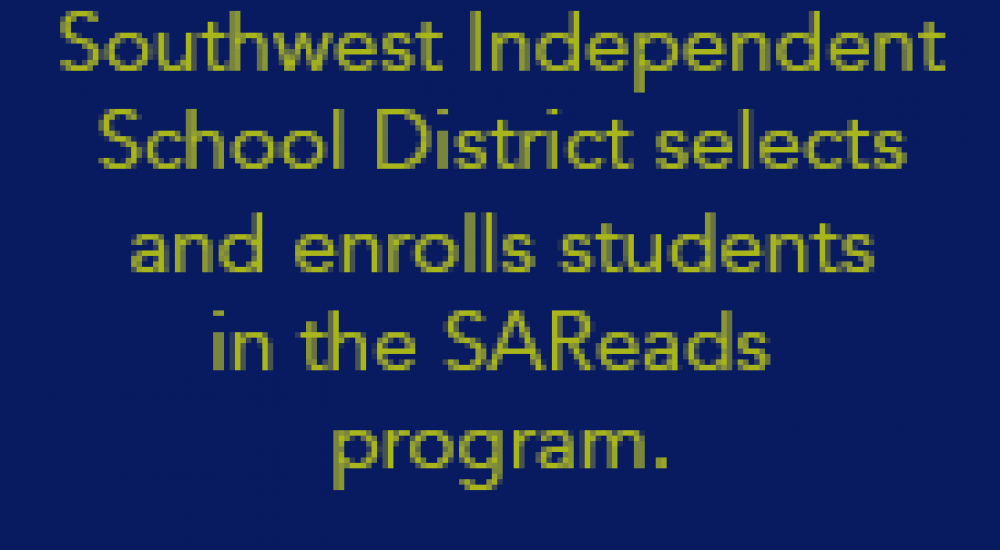 Southwest Independent
School District selects
and enrolls students
in the SAReads
program.